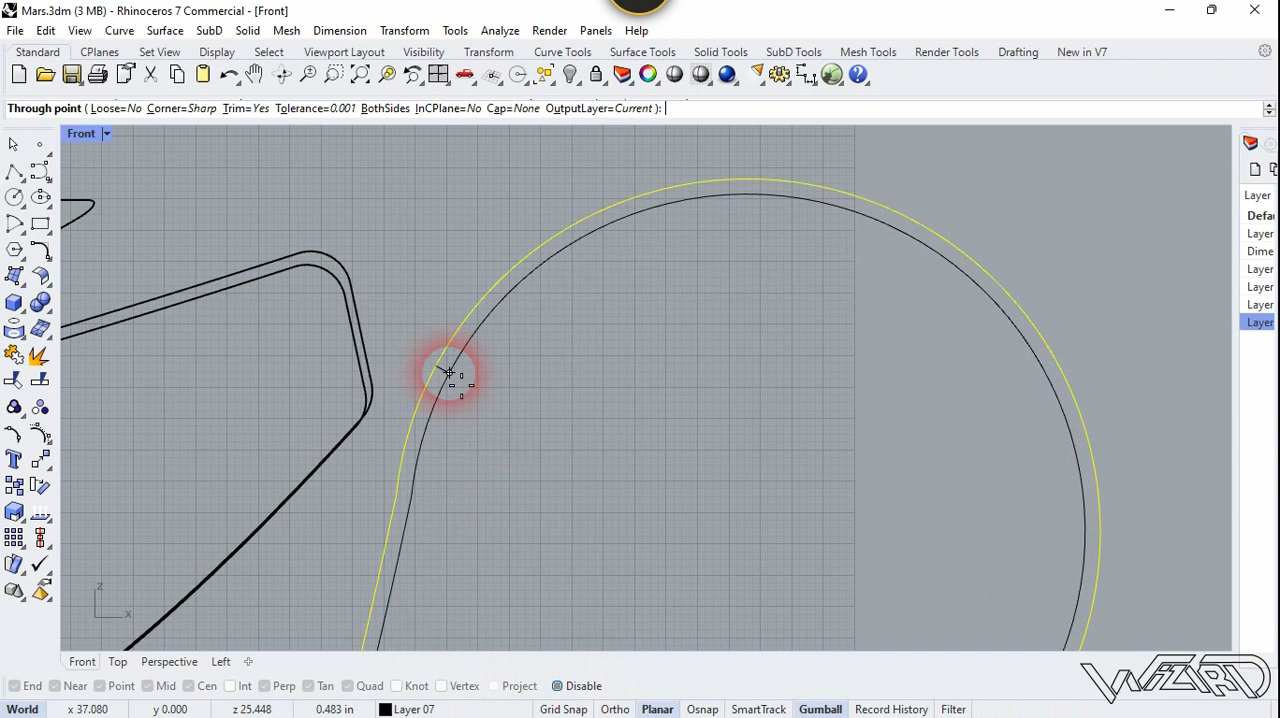 Mars.3dm (3 MB) - Rhinoceros 7 Commercial - [Front]
File Edit View Curve Surface SubD Solid Mesh Dimension Transform Tools Analyze Render Panels Help
Standard CPlanes Set View Display Select Viewport Layout Visibility Transform Curve Tools Surface Tools Solid Tools SubD Tools Mesh Tools Render Tools Drafting New in V7
Through point ( Loose=No Corner=Sharp Trim=Yes Tolerance=0.001 BothSides InCPlane=No Cap=None OutputLayer=Current ):
Front
Layer
Defau
Layer
Dime
Layer
Layer
Layer
Layer
z
x
Front Top Perspective Left
End Near Point Mid Cen Int Perp Tan Quad Knot Vertex Project Disable
WIZARD
World x 37.080 y 0.000 z 25.448 0.483 in Layer 07 Grid Snap Ortho Planar Osnap SmartTrack Gumball Record History Filter